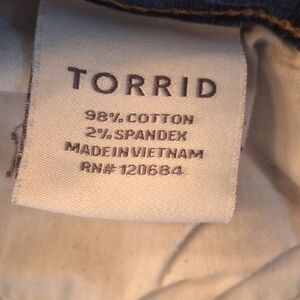 TORRID
98% COTTON
2% SPANDEX
MADE IN VIETNAM
RN# 120684